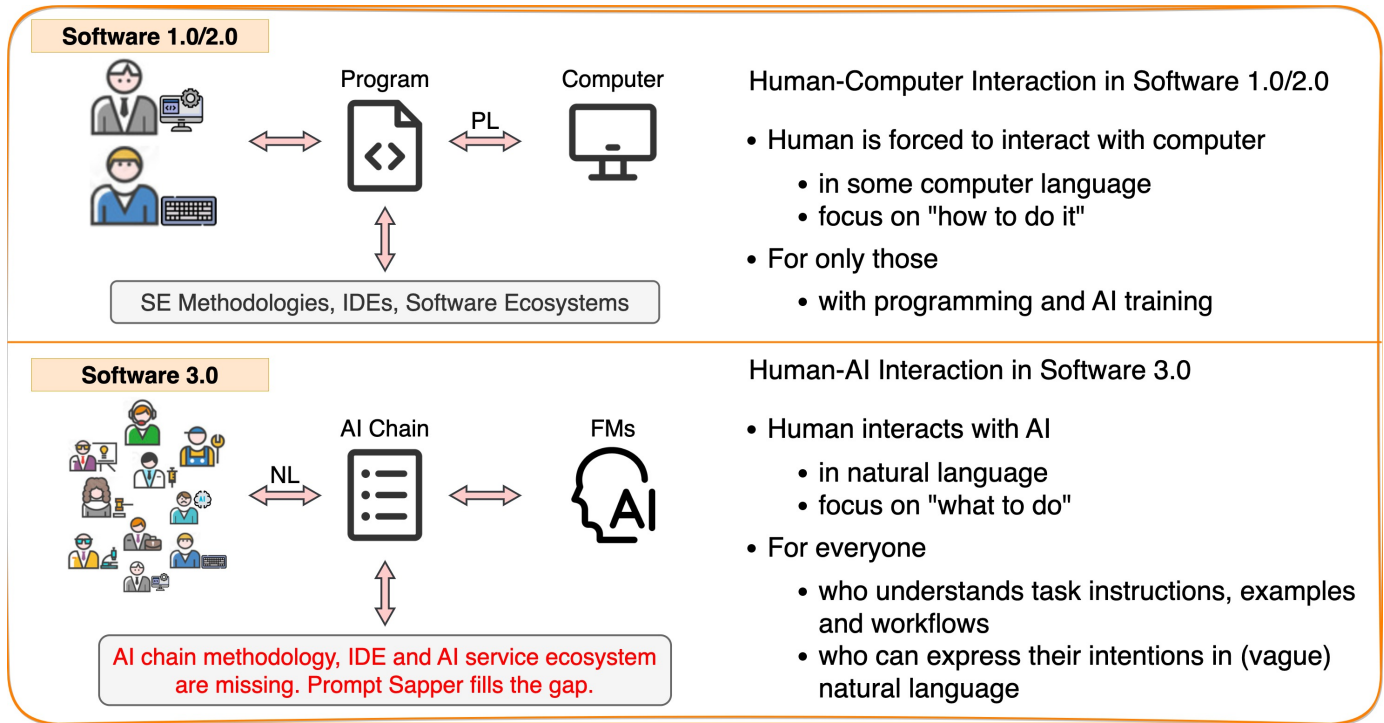 Software 1.0/2.0
Program
Computer
PL
SE Methodologies, IDEs, Software Ecosystems
Human-Computer Interaction in Software 1.0/2.0
• Human is forced to interact with computer
• in some computer language
• focus on "how to do it"
• For only those
• with programming and AI training
Software 3.0
AI Chain
FMs
NL
AI
AI chain methodology, IDE and AI service ecosystem
are missing. Prompt Sapper fills the gap.
Human-AI Interaction in Software 3.0
• Human interacts with AI
• in natural language
• focus on "what to do"
• For everyone
• who understands task instructions, examples
and workflows
• who can express their intentions in (vague)
natural language